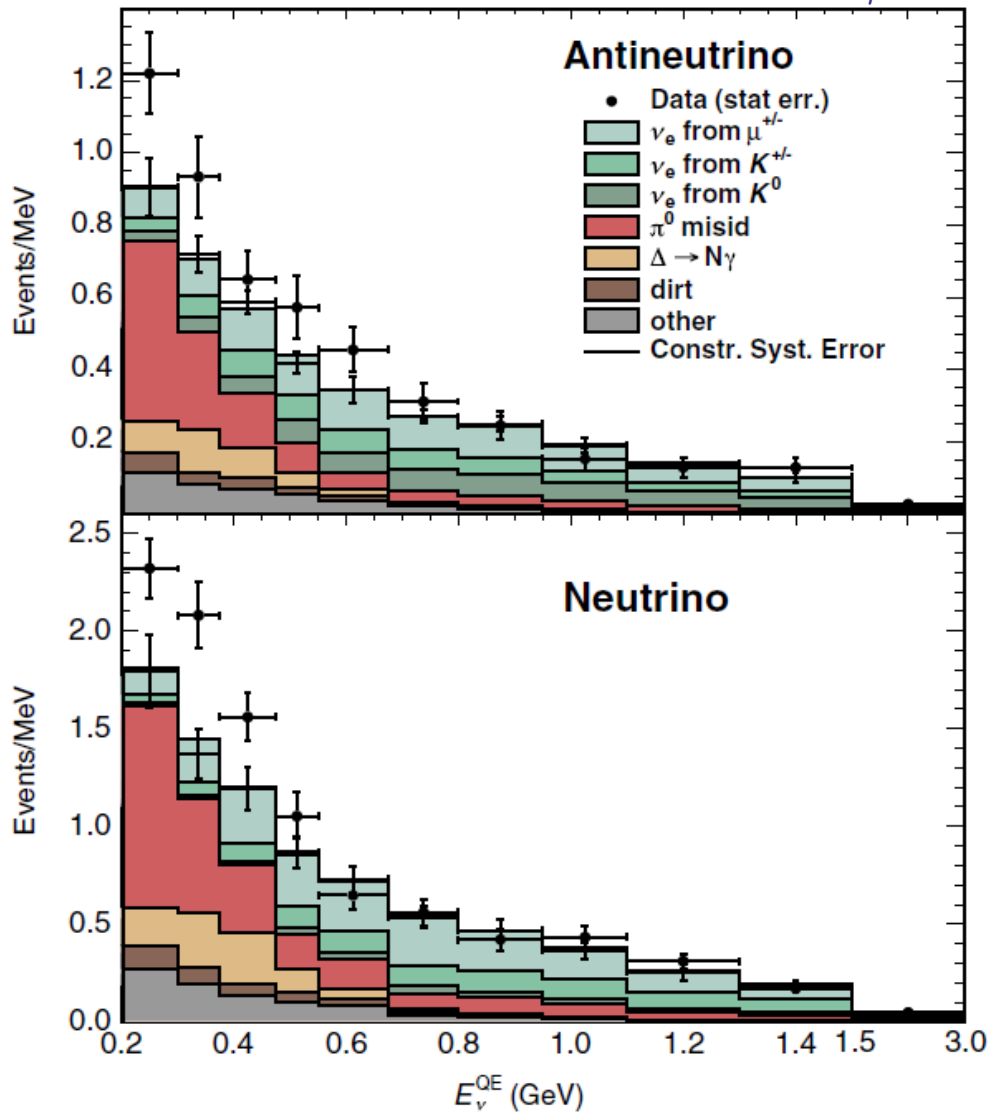 Antineutrino
Data (stat err.)
νe from μ+/-
νe from K+/-
νe from K0
π0 misid
Δ → Nγ
dirt
other
Constr. Syst. Error
Events/MeV
1.2
1.0
0.8
0.6
0.4
0.2
Neutrino
Events/MeV
2.5
2.0
1.5
1.0
0.5
0.0
0.2 0.4 0.6 0.8 1.0 1.2 1.4 1.5 3.0
EνQE (GeV)